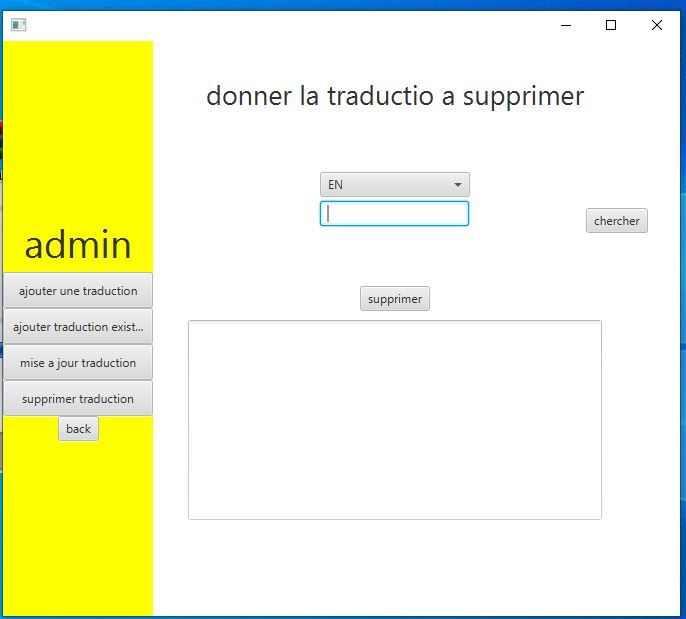 donner la traductio a supprimer
EN
chercher
admin
ajouter une traduction
ajouter traduction exist...
mise a jour traduction
supprimer traduction
back
supprimer